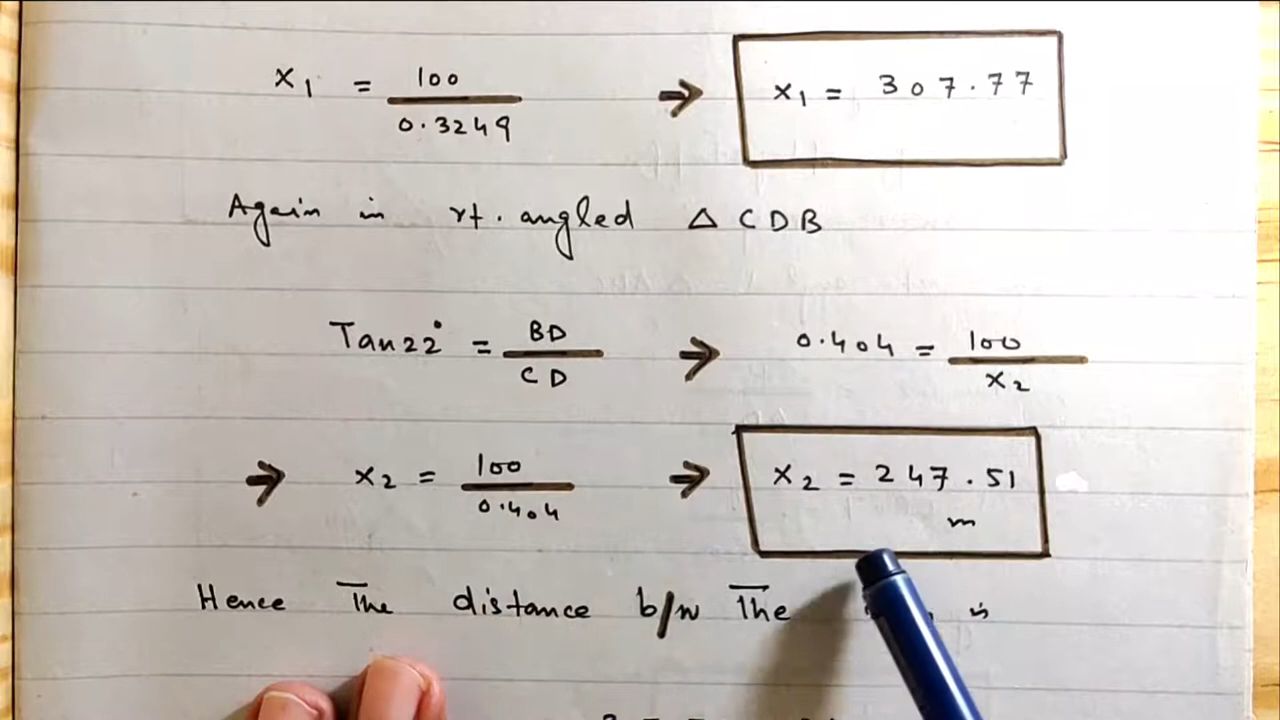 x₁ = 100 / 0.3249 → x₁ = 307.77
Again in rt. angled △ CDB
Tan22° = BD / CD → 0.404 = 100 / x₂
→ x₂ = 100 / 0.404 → x₂ = 247.51 m
Hence The distance b/w The is